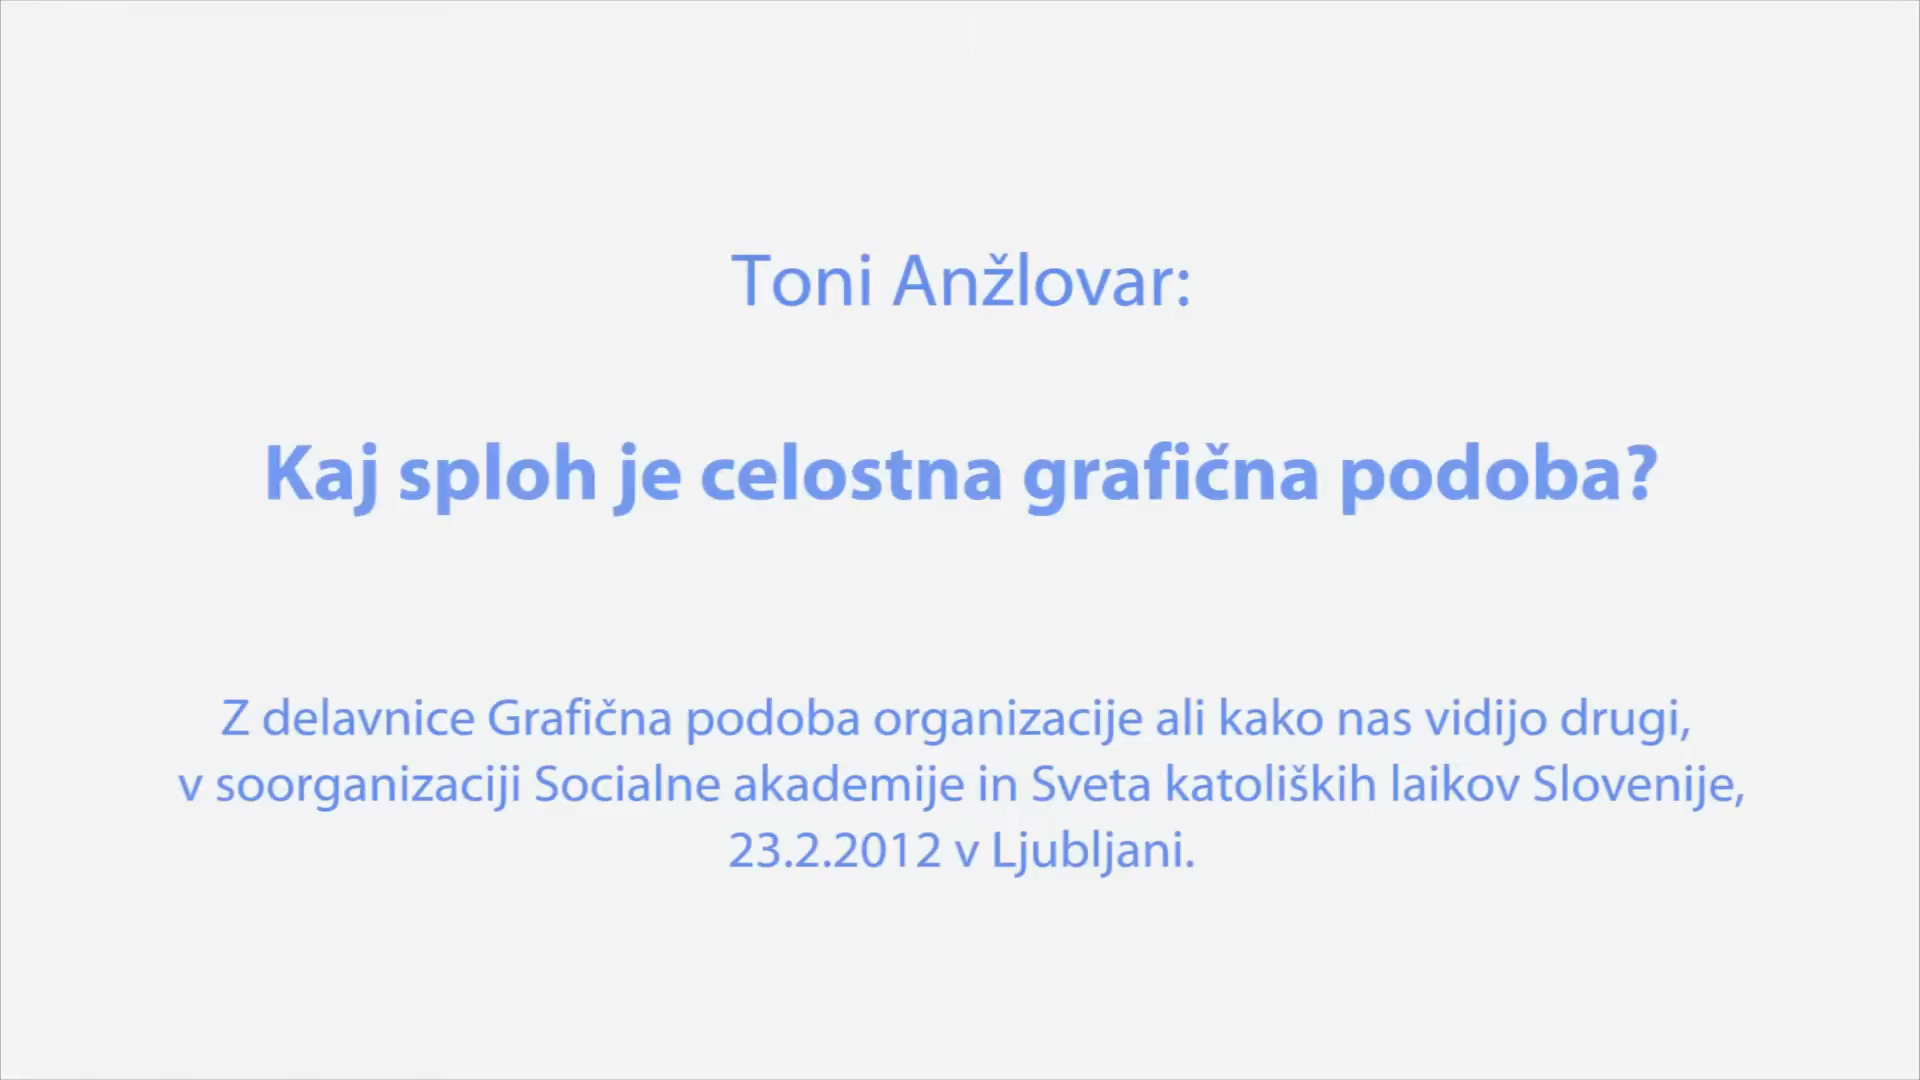 Toni Anžlovar:
Kaj sploh je celostna grafična podoba?
Z delavnice Grafična podoba organizacije ali kako nas vidijo drugi,
v soorganizaciji Socialne akademije in Sveta katoliških laikov Slovenije,
23.2.2012 v Ljubljani.